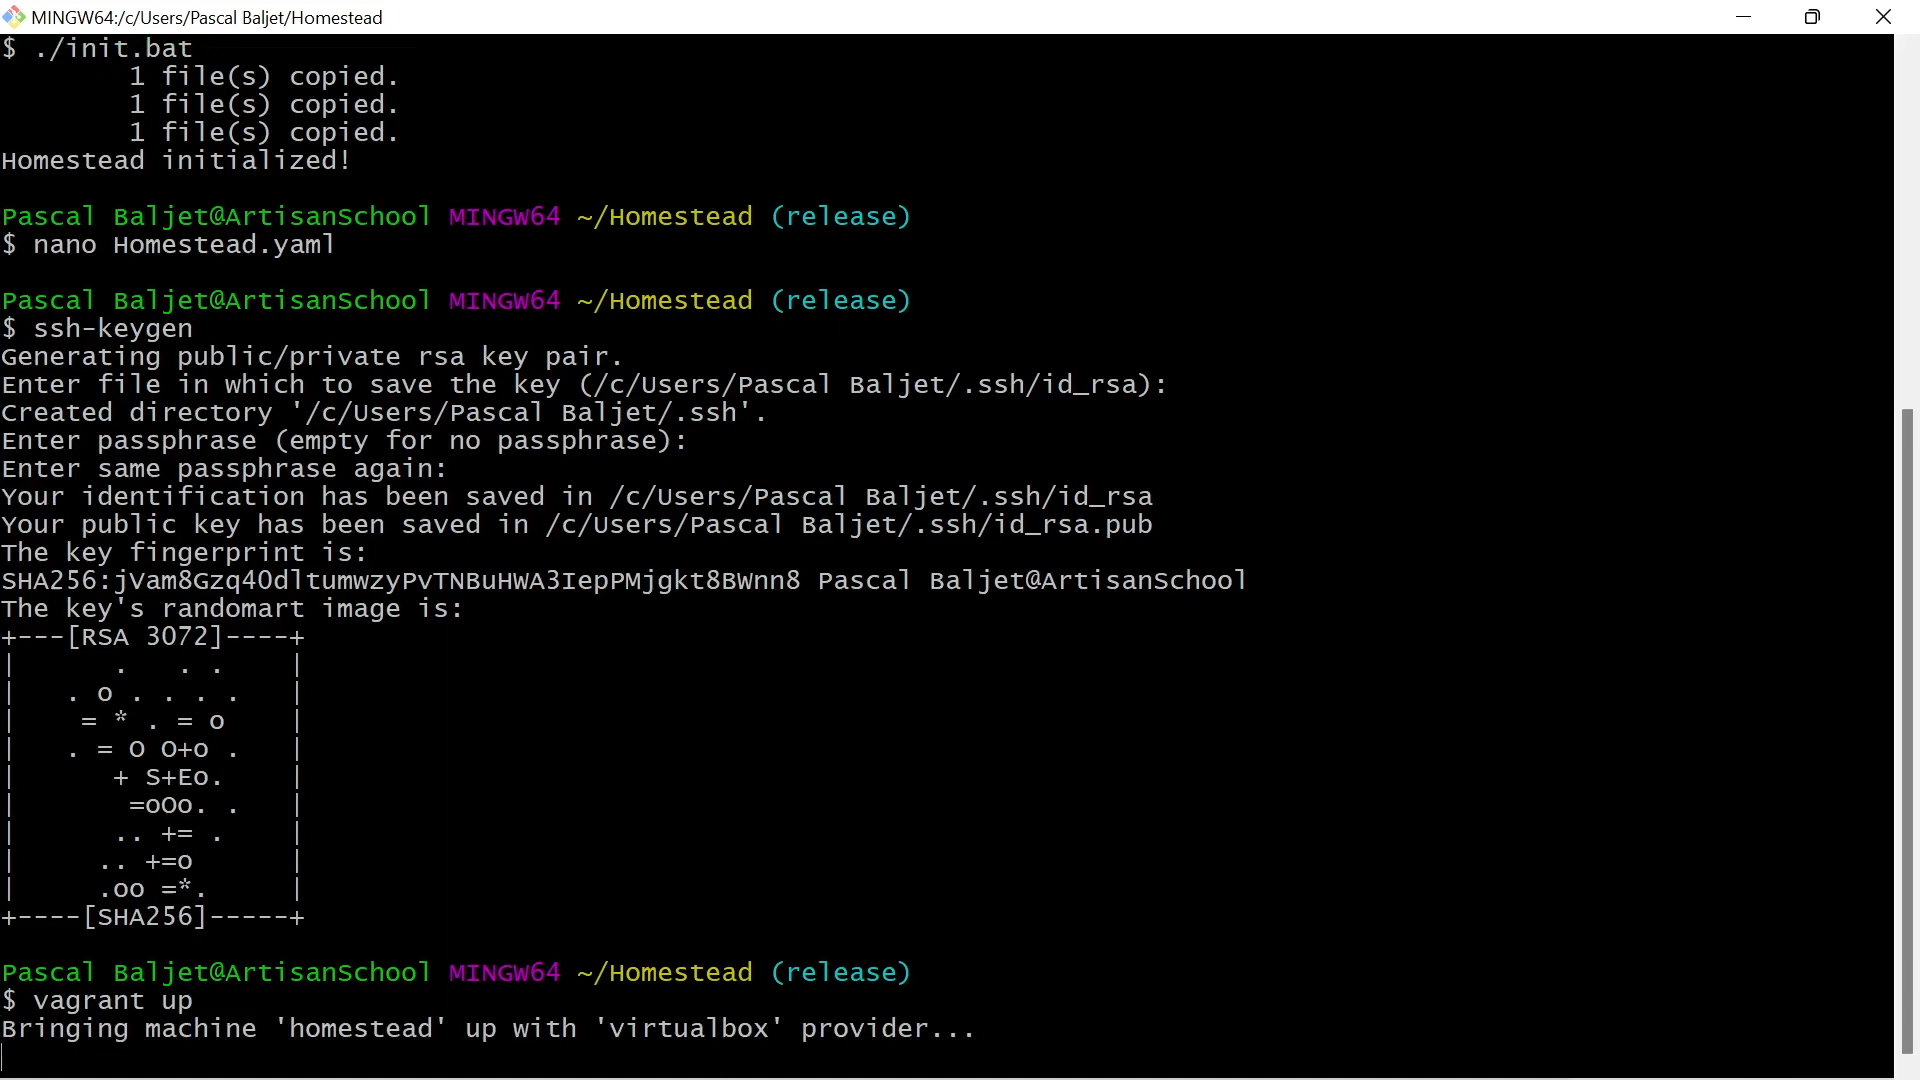 MINGW64:/c/Users/Pascal Baljet/Homestead
$ ./init.bat
        1 file(s) copied.
        1 file(s) copied.
        1 file(s) copied.
Homestead initialized!
Pascal Baljet@ArtisanSchool MINGW64 ~/Homestead (release)
$ nano Homestead.yaml
Pascal Baljet@ArtisanSchool MINGW64 ~/Homestead (release)
$ ssh-keygen
Generating public/private rsa key pair.
Enter file in which to save the key (/c/Users/Pascal Baljet/.ssh/id_rsa):
Created directory '/c/Users/Pascal Baljet/.ssh'.
Enter passphrase (empty for no passphrase):
Enter same passphrase again:
Your identification has been saved in /c/Users/Pascal Baljet/.ssh/id_rsa
Your public key has been saved in /c/Users/Pascal Baljet/.ssh/id_rsa.pub
The key fingerprint is:
SHA256:jVam8Gzq4OdltumwzyPvTNBuHWA3IepPMjgkt8BWnn8 Pascal Baljet@ArtisanSchool
The key's randomart image is:
+---[RSA 3072]----+
|      .   . .    |
|   . o . . . .   |
|    = * . = o    |
|   . = O O+o .   |
|      + S+Eo.    |
|       =oOo. .   |
|      .. += .    |
|     .. +=o      |
|     .oo =*.     |
+----[SHA256]-----+
Pascal Baljet@ArtisanSchool MINGW64 ~/Homestead (release)
$ vagrant up
Bringing machine 'homestead' up with 'virtualbox' provider...